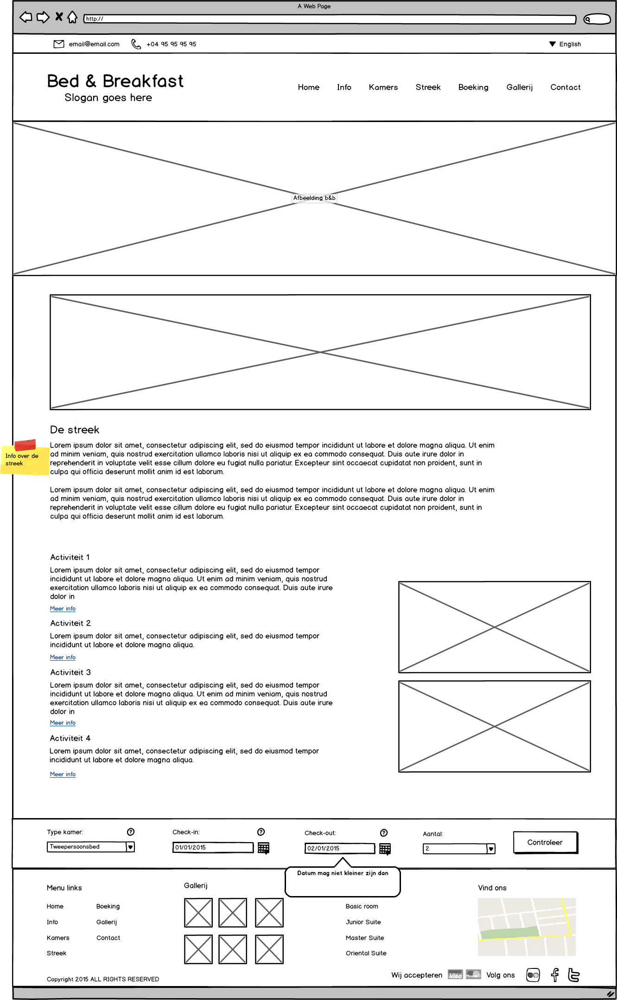 A Web Page
http://
email@email.com
+04 95 95 95 95
English
Bed & Breakfast
Slogan goes here
Home
Info
Kamers
Streek
Boeking
Gallerij
Contact
Afbeelding b&b
De streek
Info over de
streek
Lorem ipsum dolor sit amet, consectetur adipiscing elit, sed do eiusmod tempor incididunt ut labore et dolore magna aliqua. Ut enim
ad minim veniam, quis nostrud exercitation ullamco laboris nisi ut aliquip ex ea commodo consequat. Duis aute irure dolor in
reprehenderit in voluptate velit esse cillum dolore eu fugiat nulla pariatur. Excepteur sint occaecat cupidatat non proident, sunt in
culpa qui officia deserunt mollit anim id est laborum.
Lorem ipsum dolor sit amet, consectetur adipiscing elit, sed do eiusmod tempor incididunt ut labore et dolore magna aliqua. Ut enim
ad minim veniam, quis nostrud exercitation ullamco laboris nisi ut aliquip ex ea commodo consequat. Duis aute irure dolor in
reprehenderit in voluptate velit esse cillum dolore eu fugiat nulla pariatur. Excepteur sint occaecat cupidatat non proident, sunt in
culpa qui officia deserunt mollit anim id est laborum.
Activiteit 1
Lorem ipsum dolor sit amet, consectetur adipiscing elit, sed do eiusmod tempor
incididunt ut labore et dolore magna aliqua. Ut enim ad minim veniam, quis nostrud
exercitation ullamco laboris nisi ut aliquip ex ea commodo consequat. Duis aute irure
dolor in
Meer info
Activiteit 2
Lorem ipsum dolor sit amet, consectetur adipiscing elit, sed do eiusmod tempor
incididunt ut labore et dolore magna aliqua.
Meer info
Activiteit 3
Lorem ipsum dolor sit amet, consectetur adipiscing elit, sed do eiusmod tempor
incididunt ut labore et dolore magna aliqua. Ut enim ad minim veniam, quis nostrud
exercitation ullamco laboris nisi ut aliquip ex ea commodo consequat. Duis aute irure
dolor in
Meer info
Activiteit 4
Lorem ipsum dolor sit amet, consectetur adipiscing elit, sed do eiusmod tempor
incididunt ut labore et dolore magna aliqua.
Meer info
Type kamer:
?
Tweepersoonsbed
Check-in:
?
01/01/2015
Check-out:
?
02/01/2015
Aantal:
2
Controleer
Datum mag niet kleiner zijn dan
Menu links
Home
Info
Kamers
Streek
Boeking
Gallerij
Contact
Gallerij
Basic room
Junior Suite
Master Suite
Oriental Suite
Vind ons
Wij accepteren
Visa
MasterC
Volg ons
Copyright 2015 ALL RIGHTS RESERVED